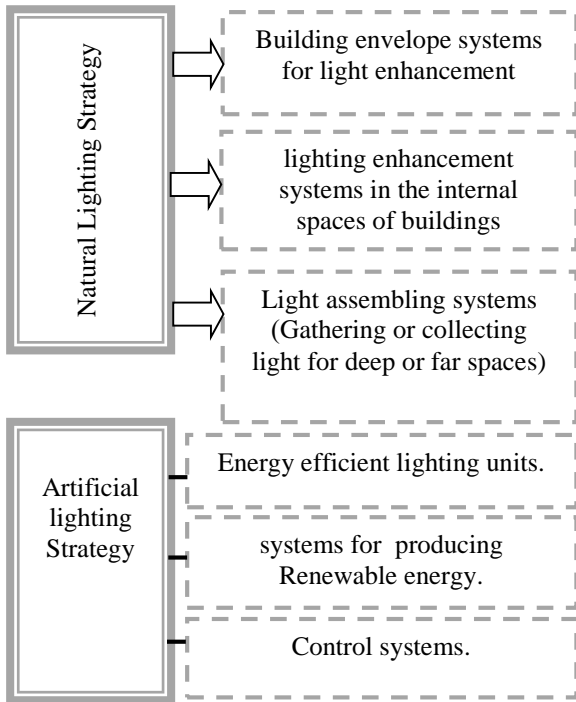 Natural Lighting Strategy
Building envelope systems
for light enhancement
lighting enhancement
systems in the internal
spaces of buildings
Light assembling systems
(Gathering or collecting
light for deep or far spaces)
Artificial
lighting
Strategy
Energy efficient lighting units.
systems for  producing
Renewable energy.
Control systems.